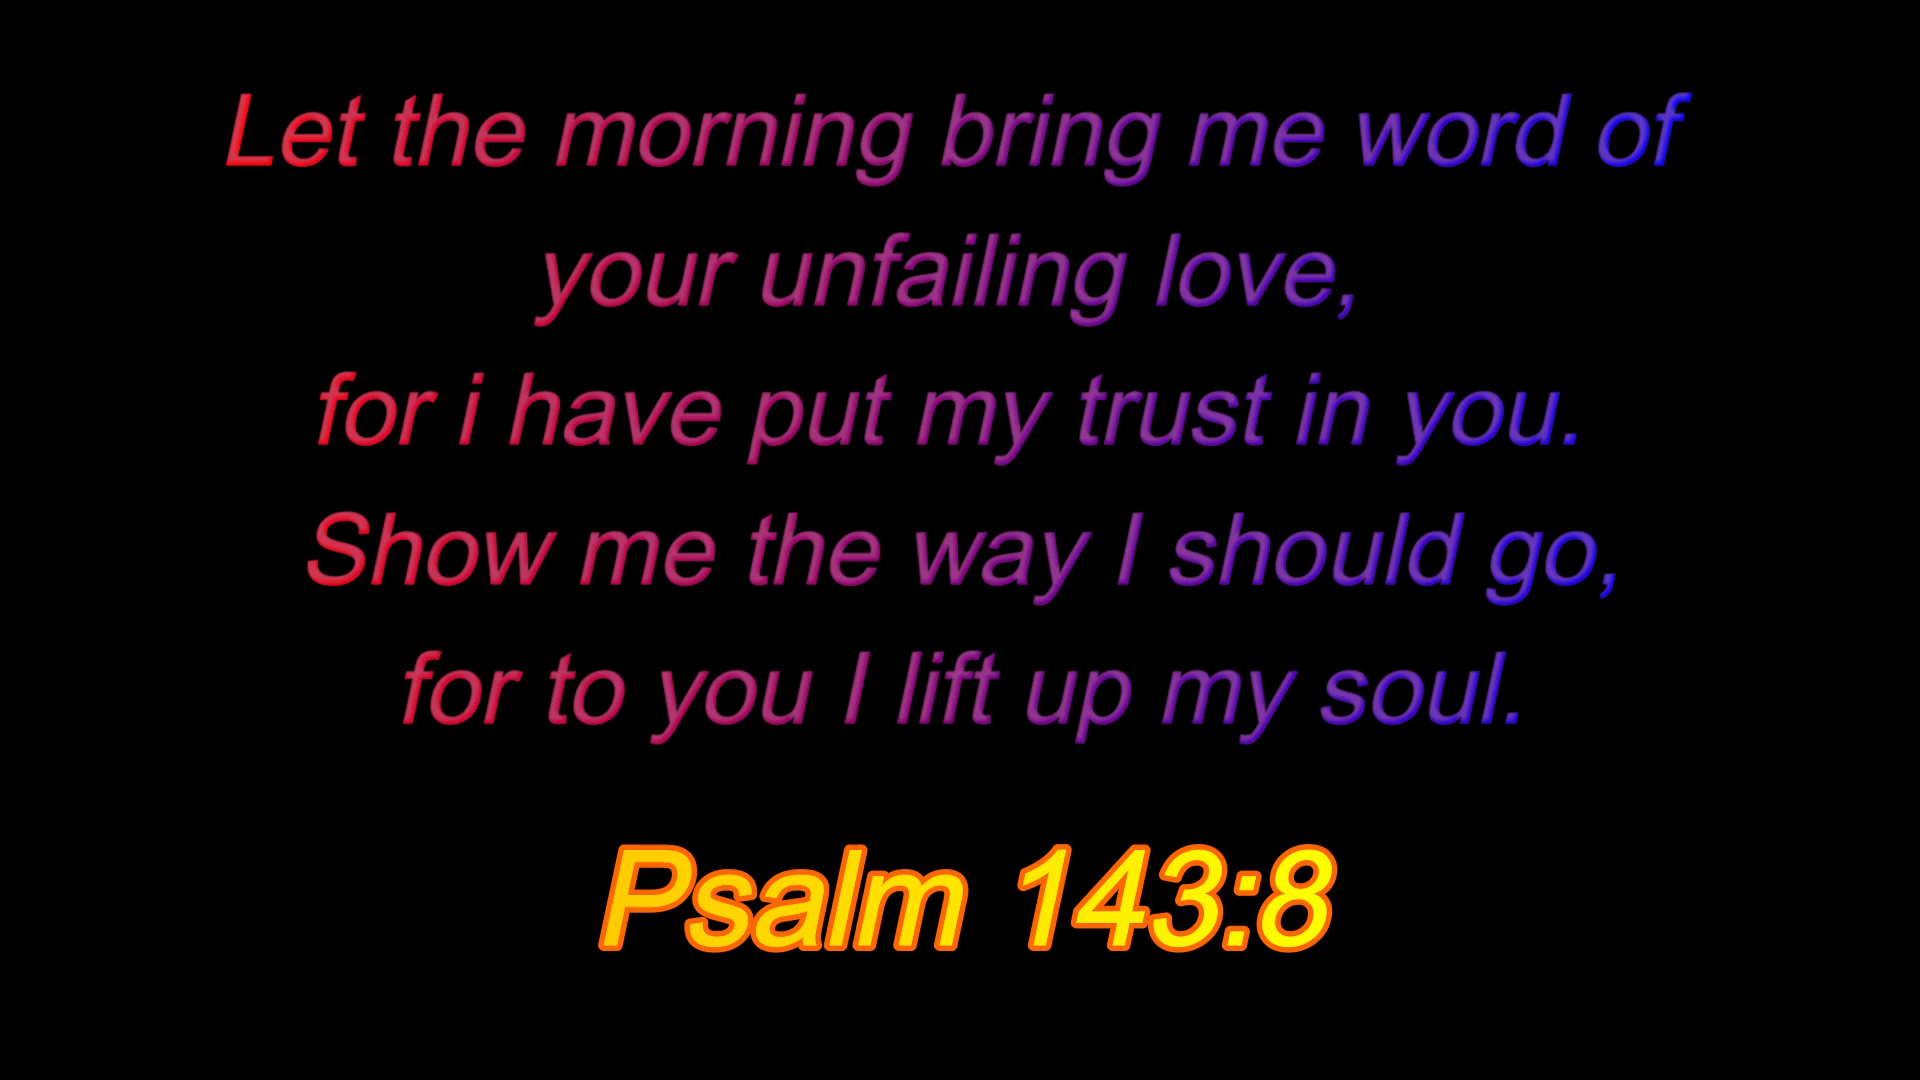 Let the morning bring me word of
your unfailing love,
for i have put my trust in you.
Show me the way I should go,
for to you I lift up my soul.
Psalm 143:8